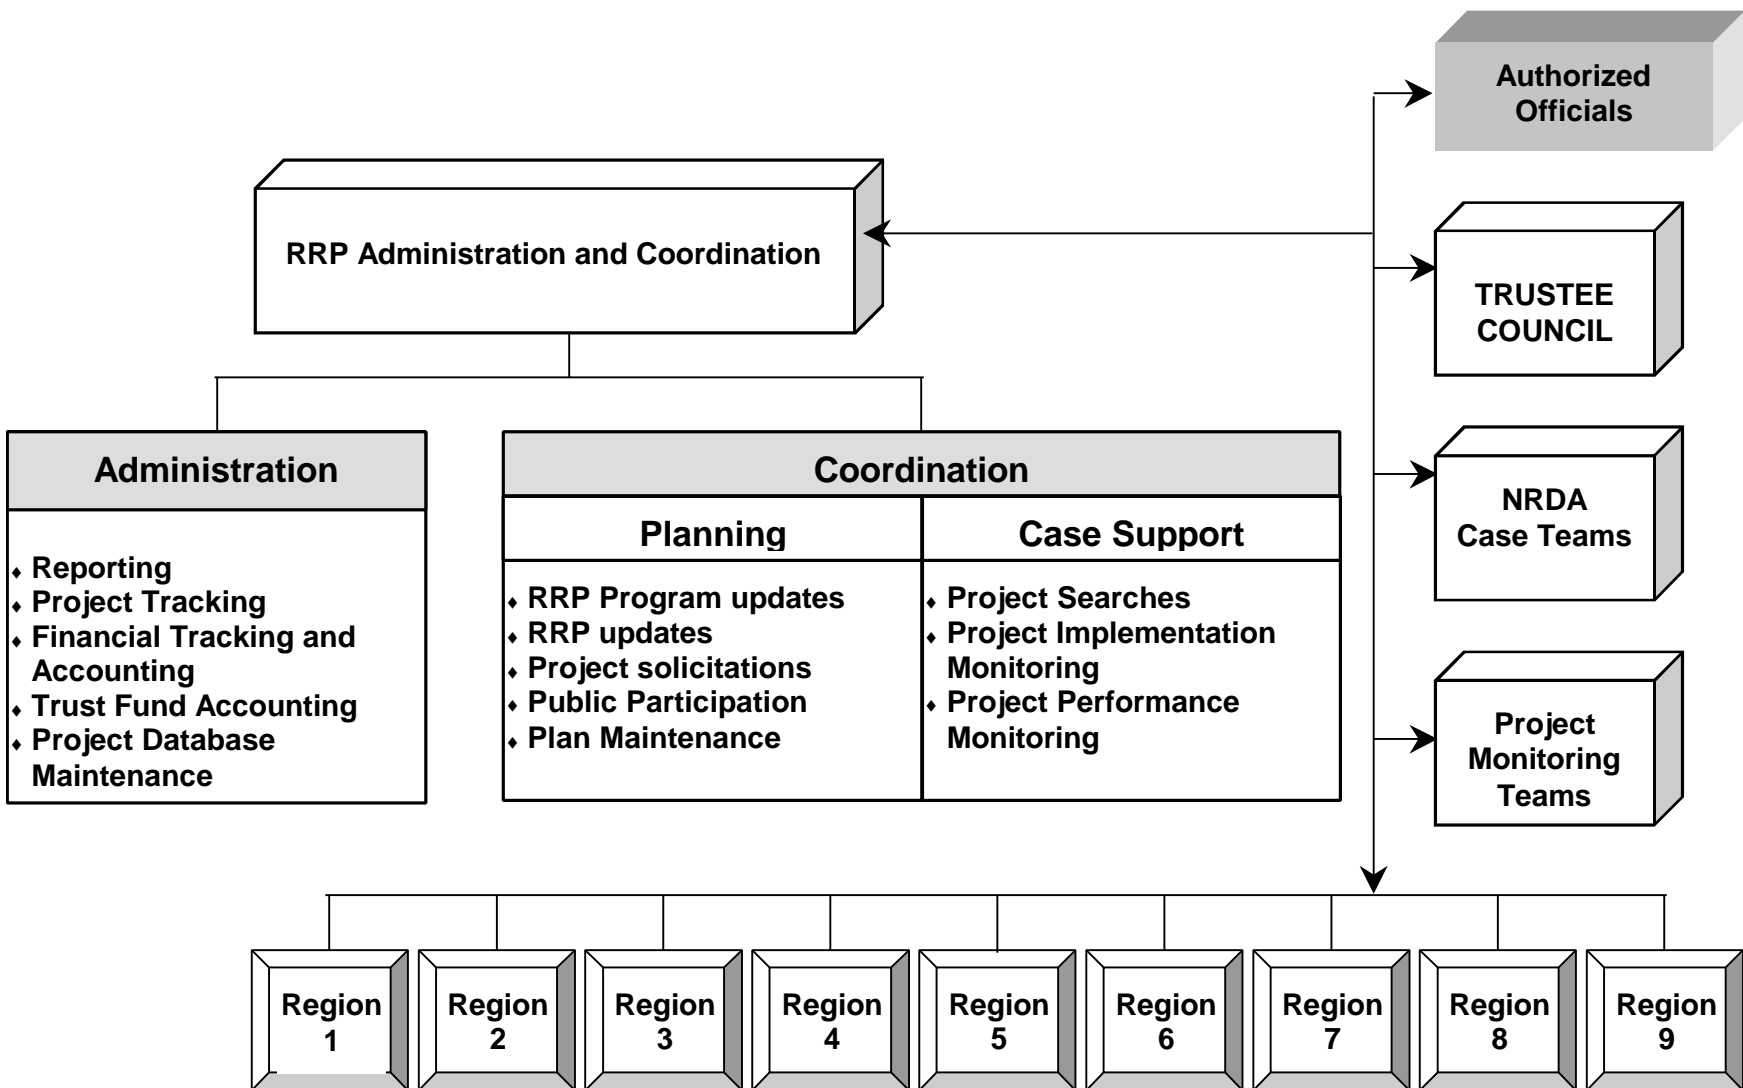 Authorized
Officials
RRP Administration and Coordination
TRUSTEE
COUNCIL
Administration
♦ Reporting
♦ Project Tracking
♦ Financial Tracking and
Accounting
♦ Trust Fund Accounting
♦ Project Database
Maintenance
Coordination
Planning
♦ RRP Program updates
♦ RRP updates
♦ Project solicitations
♦ Public Participation
♦ Plan Maintenance
Case Support
♦ Project Searches
♦ Project Implementation
Monitoring
♦ Project Performance
Monitoring
NRDA
Case Teams
Project
Monitoring
Teams
Region
1
Region
2
Region
3
Region
4
Region
5
Region
6
Region
7
Region
8
Region
9